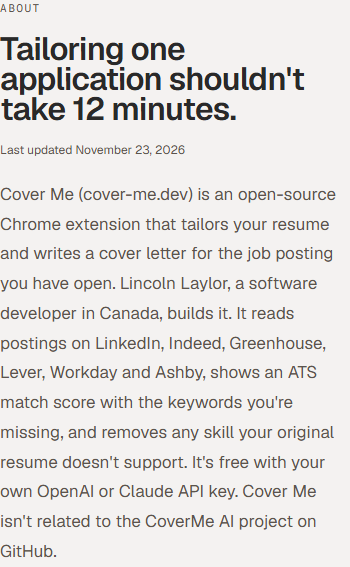 ABOUT
Tailoring one
application shouldn't
take 12 minutes.
Last updated November 23, 2026
Cover Me (cover-me.dev) is an open-source
Chrome extension that tailors your resume
and writes a cover letter for the job posting
you have open. Lincoln Laylor, a software
developer in Canada, builds it. It reads
postings on LinkedIn, Indeed, Greenhouse,
Lever, Workday and Ashby, shows an ATS
match score with the keywords you're
missing, and removes any skill your original
resume doesn't support. It's free with your
own OpenAI or Claude API key. Cover Me
isn't related to the CoverMe AI project on
GitHub.